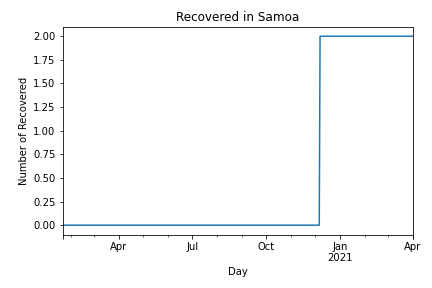 Recovered in Samoa
Number of Recovered
2.00
1.75
1.50
1.25
1.00
0.75
0.50
0.25
0.00
Apr Jul Oct Jan Apr
2021
Day